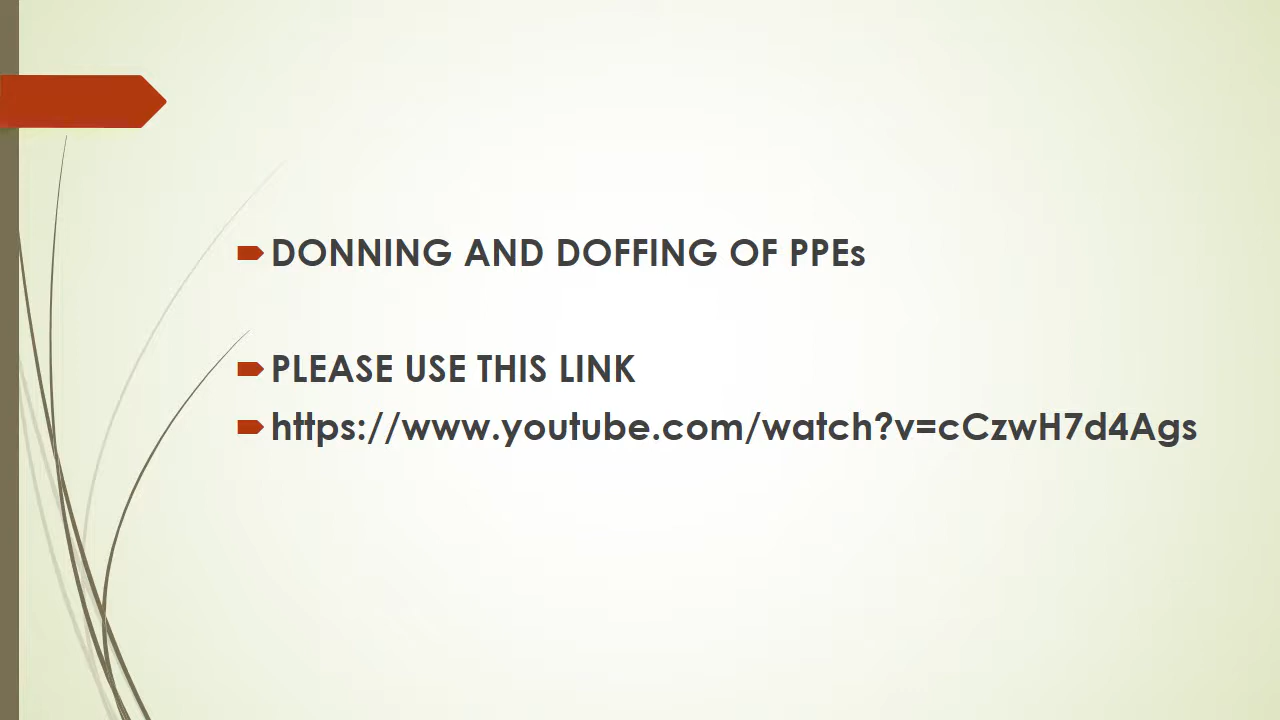 DONNING AND DOFFING OF PPEs
PLEASE USE THIS LINK
https://www.youtube.com/watch?v=cCzwH7d4Ags